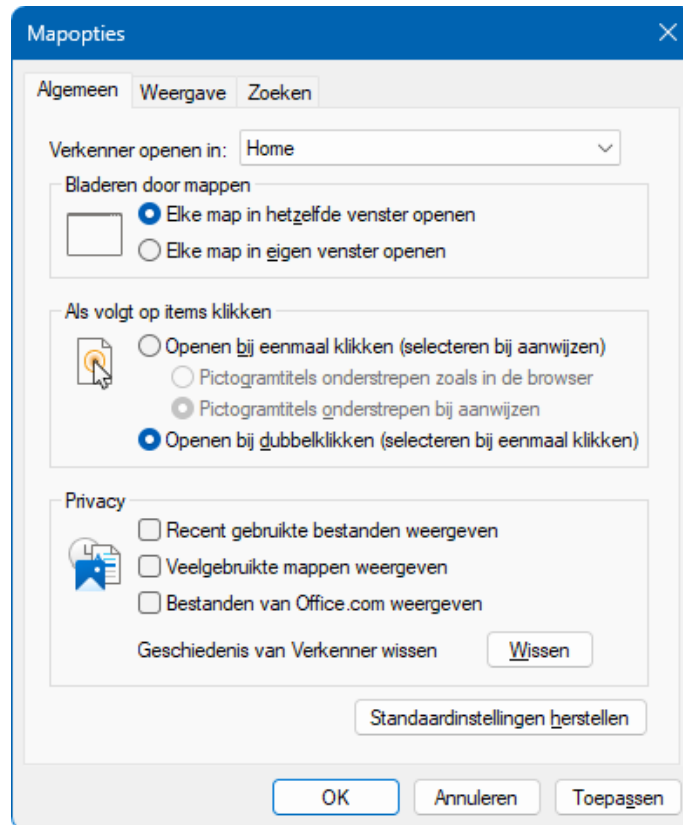 Mapopties
Algemeen Weergave Zoeken
Verkenner openen in: Home
Bladeren door mappen
Elke map in hetzelfde venster openen
Elke map in eigen venster openen
Als volgt op items klikken
Openen bij eenmaal klikken (selecteren bij aanwijzen)
Pictogramtitels onderstrepen zoals in de browser
Pictogramtitels onderstrepen bij aanwijzen
Openen bij dubbelklikken (selecteren bij eenmaal klikken)
Privacy
Recent gebruikte bestanden weergeven
Veelgebruikte mappen weergeven
Bestanden van Office.com weergeven
Geschiedenis van Verkenner wissen Wissen
Standaardinstellingen herstellen
OK Annuleren Toepassen